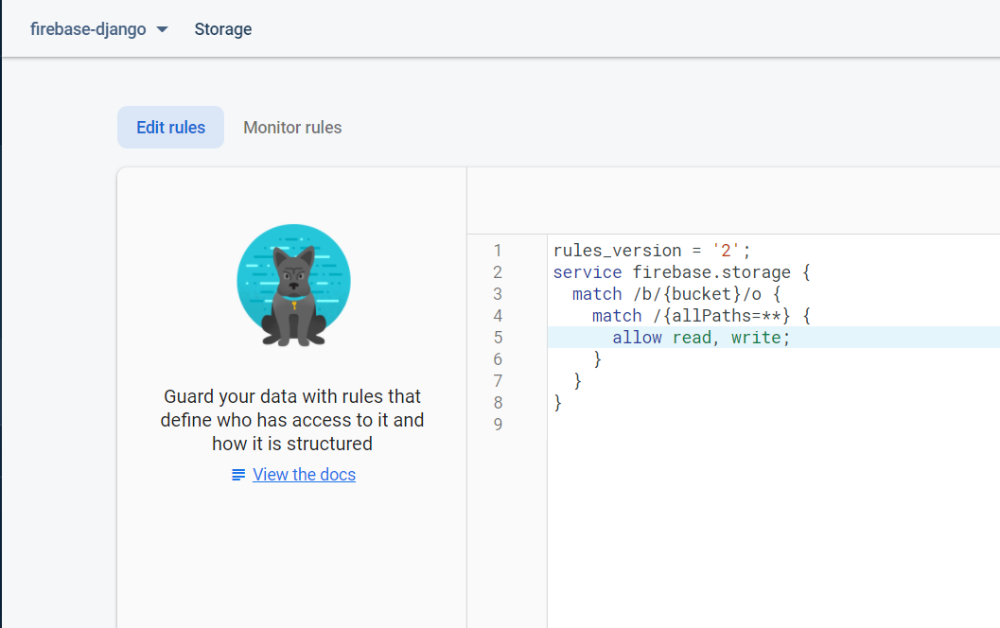 firebase-django Storage
Edit rules Monitor rules
Guard your data with rules that
define who has access to it and
how it is structured
View the docs
1 rules_version = '2';
2 service firebase.storage {
3   match /b/{bucket}/o {
4     match /{allPaths=**} {
5       allow read, write;
6     }
7   }
8 }
9